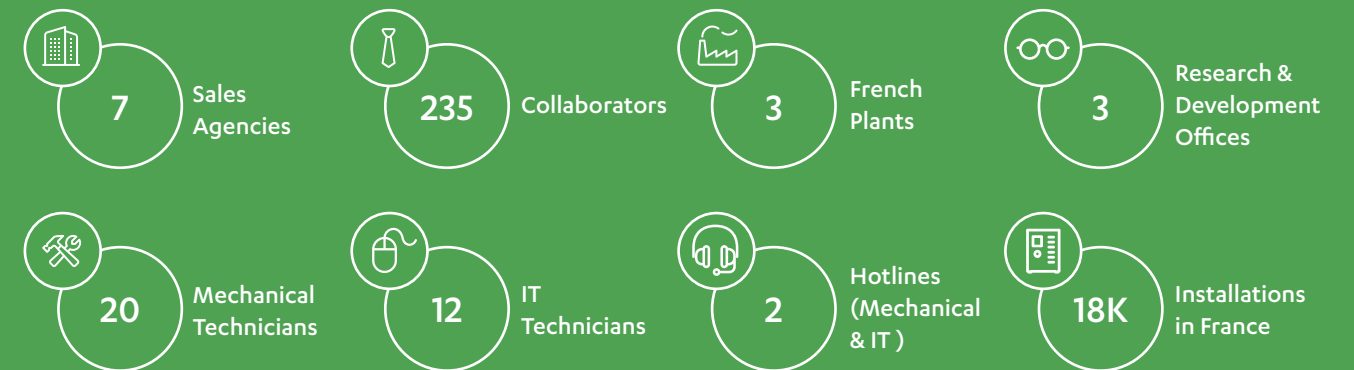 7
Sales
Agencies
235
Collaborators
3
French
Plants
3
Research &
Development
Offices
20
Mechanical
Technicians
12
IT
Technicians
2
Hotlines
(Mechanical
& IT )
18K
Installations
in France